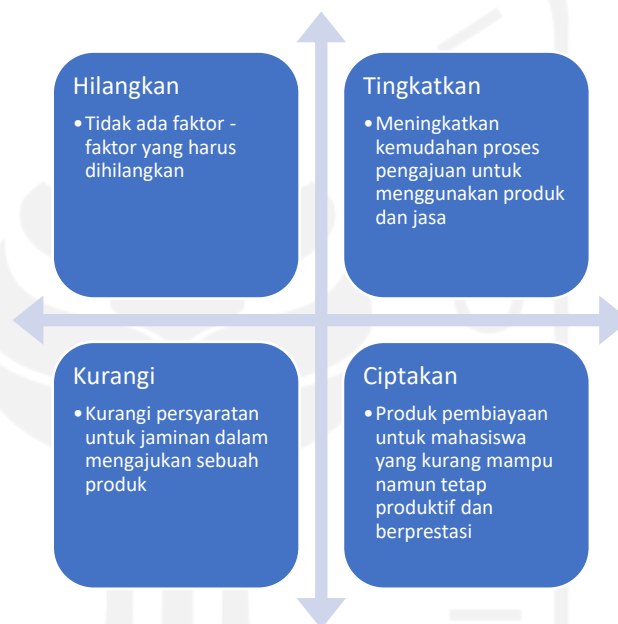 Hilangkan
•Tidak ada faktor -
faktor yang harus
dihilangkan
Tingkatkan
•Meningkatkan
kemudahan proses
pengajuan untuk
menggunakan produk
dan jasa
Kurangi
•Kurangi persyaratan
untuk jaminan dalam
mengajukan sebuah
produk
Ciptakan
•Produk pembiayaan
untuk mahasiswa
yang kurang mampu
namun tetap
produktif dan
berprestasi